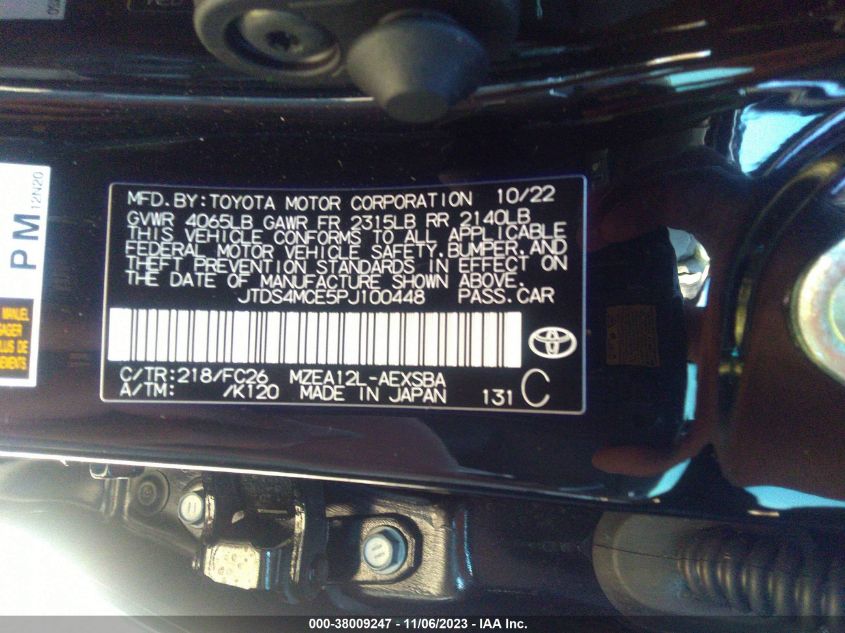 PM
12N20
MANUEL
PLUS DE
MFD.BY:TOYOTA MOTOR CORPORATION 10/22
GVWR 4065LB GAWR FR 2315LB RR 2140LB
THIS VEHICLE CONFORMS TO ALL APPLICABLE
FEDERAL MOTOR VEHICLE SAFETY,BUMPER,AND
THEFT PREVENTION STANDARDS IN EFFECT ON
THE DATE OF MANUFACTURE SHOWN ABOVE.
JTDS4MCE5PJ100448 PASS.CAR
C/TR:218/FC26 MZEA12L-AEXSBA
A/TM: /K120 MADE IN JAPAN 131 C
000-38009247 - 11/06/2023 - IAA Inc.